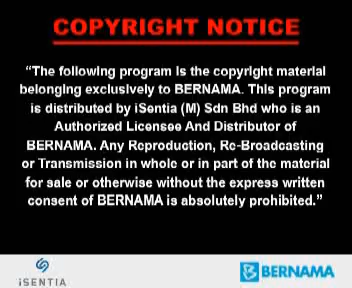 COPYRIGHT NOTICE
“The following program is the copyright material
belonging exclusively to BERNAMA. This program
is distributed by iSentia (M) Sdn Bhd who is an
Authorized Licensee And Distributor of
BERNAMA. Any Reproduction, Re-Broadcasting
or Transmission in whole or in part of the material
for sale or otherwise without the express written
consent of BERNAMA is absolutely prohibited.”
iSENTIA
BERNAMA